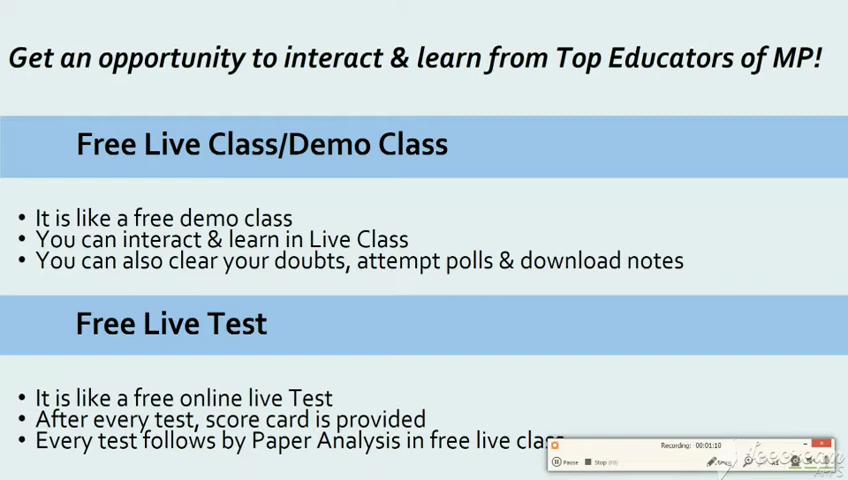 Get an opportunity to interact & learn from Top Educators of MP!
Free Live Class/Demo Class
• It is like a free demo class
• You can interact & learn in Live Class
• You can also clear your doubts, attempt polls & download notes
Free Live Test
• It is like a free online live Test
• After every test, score card is provided
• Every test follows by Paper Analysis in free live class
Recording: 00:01:10
Pause Stop